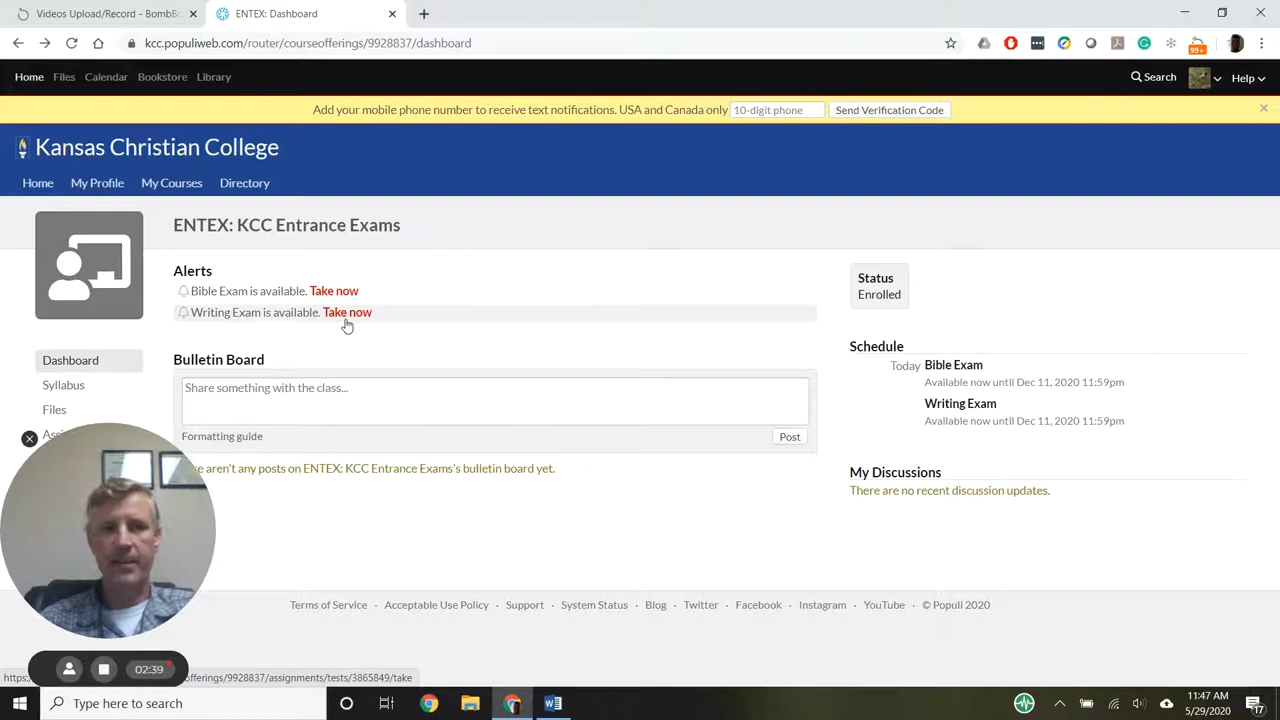 Videos Upload/Record - BombBo
ENTEX: Dashboard
kcc.populiweb.com/router/courseofferings/9928837/dashboard
99+
Home Files Calendar Bookstore Library
Search
Help
Add your mobile phone number to receive text notifications. USA and Canada only 10-digit phone Send Verification Code
Kansas Christian College
Home My Profile My Courses Directory
ENTEX: KCC Entrance Exams
Alerts
Bible Exam is available. Take now
Writing Exam is available. Take now
Status
Enrolled
Dashboard
Syllabus
Files
Bulletin Board
Share something with the class...
Formatting guide
Post
aren't any posts on ENTEX: KCC Entrance Exams's bulletin board yet.
Schedule
Today Bible Exam
Available now until Dec 11, 2020 11:59pm
Writing Exam
Available now until Dec 11, 2020 11:59pm
My Discussions
There are no recent discussion updates.
Terms of Service · Acceptable Use Policy · Support · System Status · Blog · Twitter · Facebook · Instagram · YouTube · © Populi 2020
02:39
offerings/9928837/assignments/tests/3865849/take
Type here to search
11:47 AM
5/29/2020
17